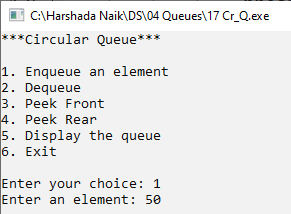 C:\Harshada Naik\DS\04 Queues\17 Cr_Q.exe
***Circular Queue***
1. Enqueue an element
2. Dequeue
3. Peek Front
4. Peek Rear
5. Display the queue
6. Exit
Enter your choice: 1
Enter an element: 50